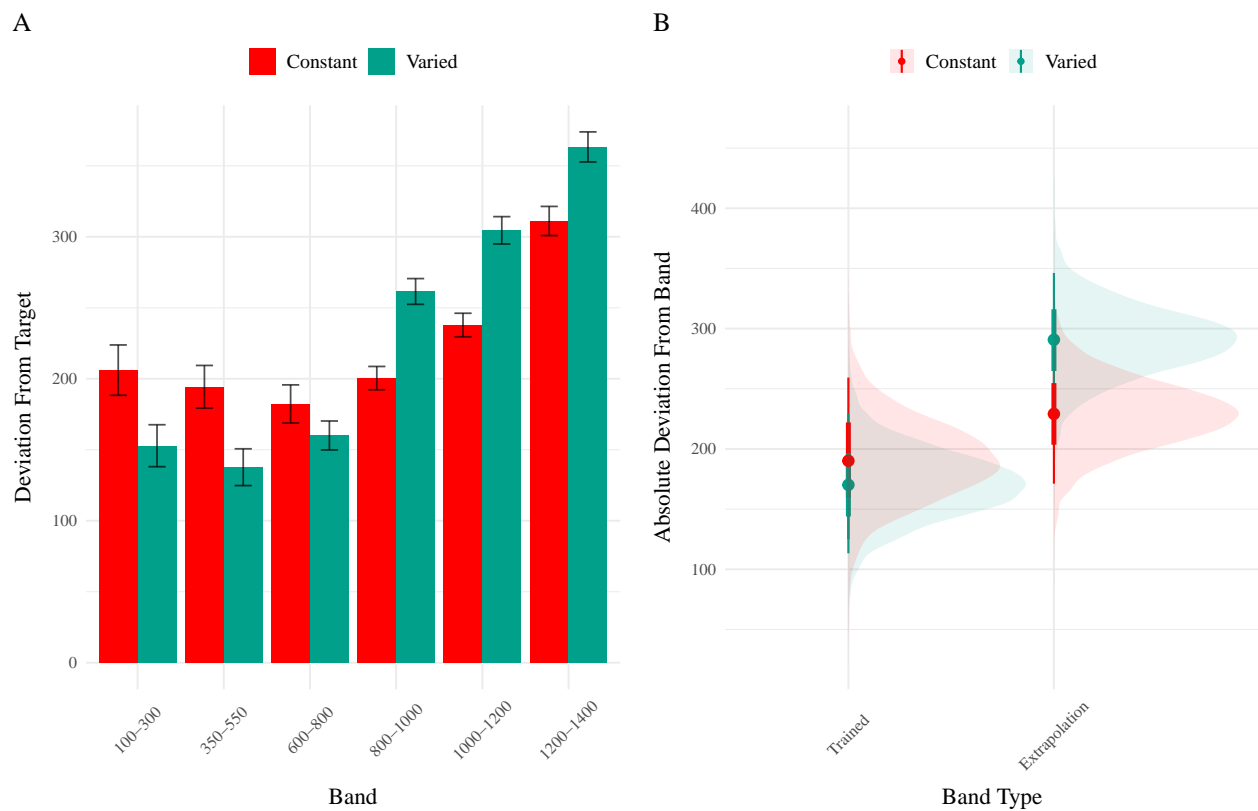 A
Constant Varied
Deviation From Target
300
200
100
0
100–300
350–550
600–800
800–1000
1000–1200
1200–1400
Band
B
Constant Varied
Absolute Deviation From Band
400
300
200
100
Trained
Extrapolation
Band Type